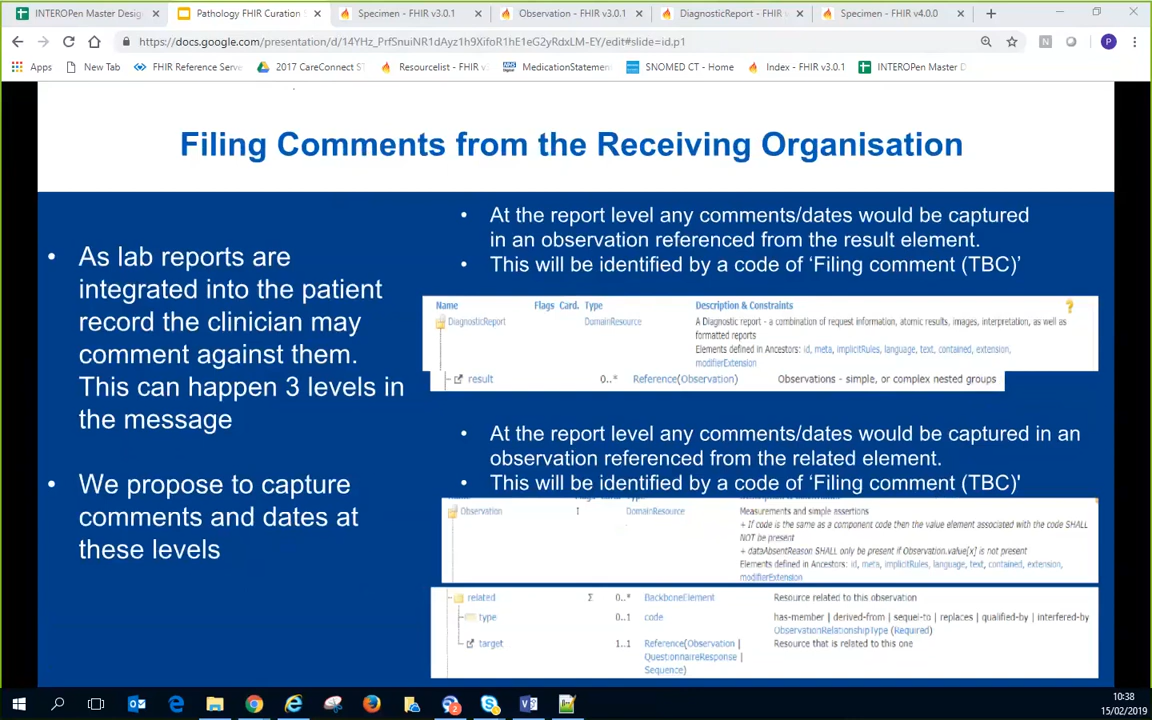 INTEROPen Master Desig
Pathology FHIR Curation
Specimen - FHIR v3.0.1
Observation - FHIR v3.0.1
DiagnosticReport - FHIR v
Specimen - FHIR v4.0.0
https://docs.google.com/presentation/d/14YHz_PrfSnuiNR1dAyz1h9XifoR1hE1eG2yRdxLM-EY/edit#slide=id.p1
N
P
Apps
New Tab
FHIR Reference Serve
2017 CareConnect ST
Resourcelist - FHIR v
MedicationStatemen
SNOMED CT - Home
Index - FHIR v3.0.1
INTEROPen Master D
Filing Comments from the Receiving Organisation
• As lab reports are
integrated into the patient
record the clinician may
comment against them.
This can happen 3 levels in
the message
• We propose to capture
comments and dates at
these levels
• At the report level any comments/dates would be captured
in an observation referenced from the result element.
• This will be identified by a code of ‘Filing comment (TBC)’
Name Flags Card. Type Description & Constraints ?
DiagnosticReport DomainResource A Diagnostic report - a combination of request information, atomic results, images, interpretation, as well as
formatted reports
Elements defined in Ancestors: id, meta, implicitRules, language, text, contained, extension,
modifierExtension
result 0..* Reference(Observation) Observations - simple, or complex nested groups
• At the report level any comments/dates would be captured in an
observation referenced from the related element.
• This will be identified by a code of ‘Filing comment (TBC)'
Observation I DomainResource Measurements and simple assertions
+ If code is the same as a component code then the value element associated with the code SHALL
NOT be present
+ dataAbsentReason SHALL only be present if Observation.value[x] is not present
Elements defined in Ancestors: id, meta, implicitRules, language, text, contained, extension,
modifierExtension
related Σ 0..* BackboneElement Resource related to this observation
type 0..1 code has-member | derived-from | sequel-to | replaces | qualified-by | interfered-by
ObservationRelationshipType (Required)
target 1..1 Reference(Observation | Resource that is related to this one
QuestionnaireResponse |
Sequence)
10:38
15/02/2019